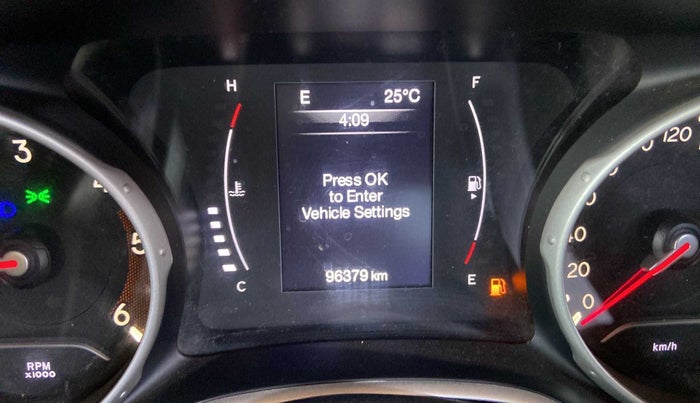 H
E 25°C
F
4:09
Press OK
to Enter
Vehicle Settings
96379 km
C
E
3
4
5
6
RPM
x1000
120
40
20
0
km/h